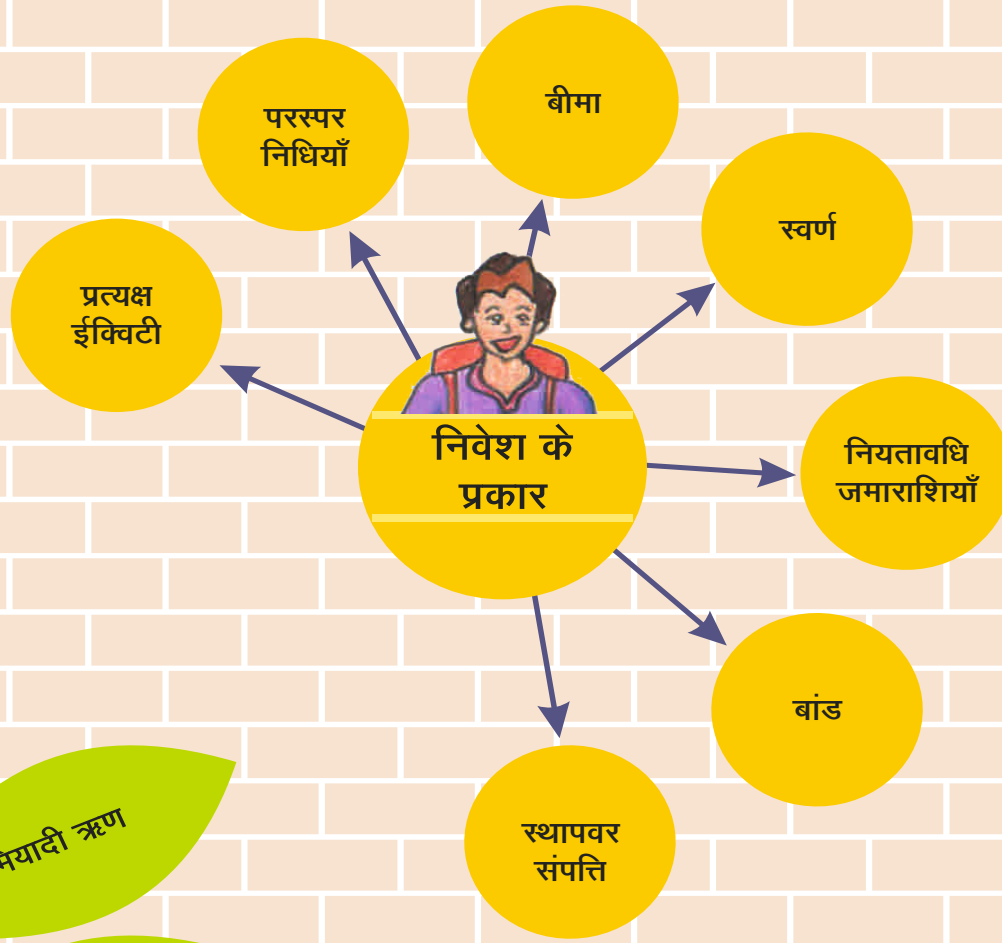 बीमा
परस्पर
निधियाँ
स्वर्ण
प्रत्यक्ष
ईक्विटी
निवेश के
प्रकार
नियतावधि
जमाराशियाँ
बांड
स्थापवर
संपत्ति
मियादी ऋण